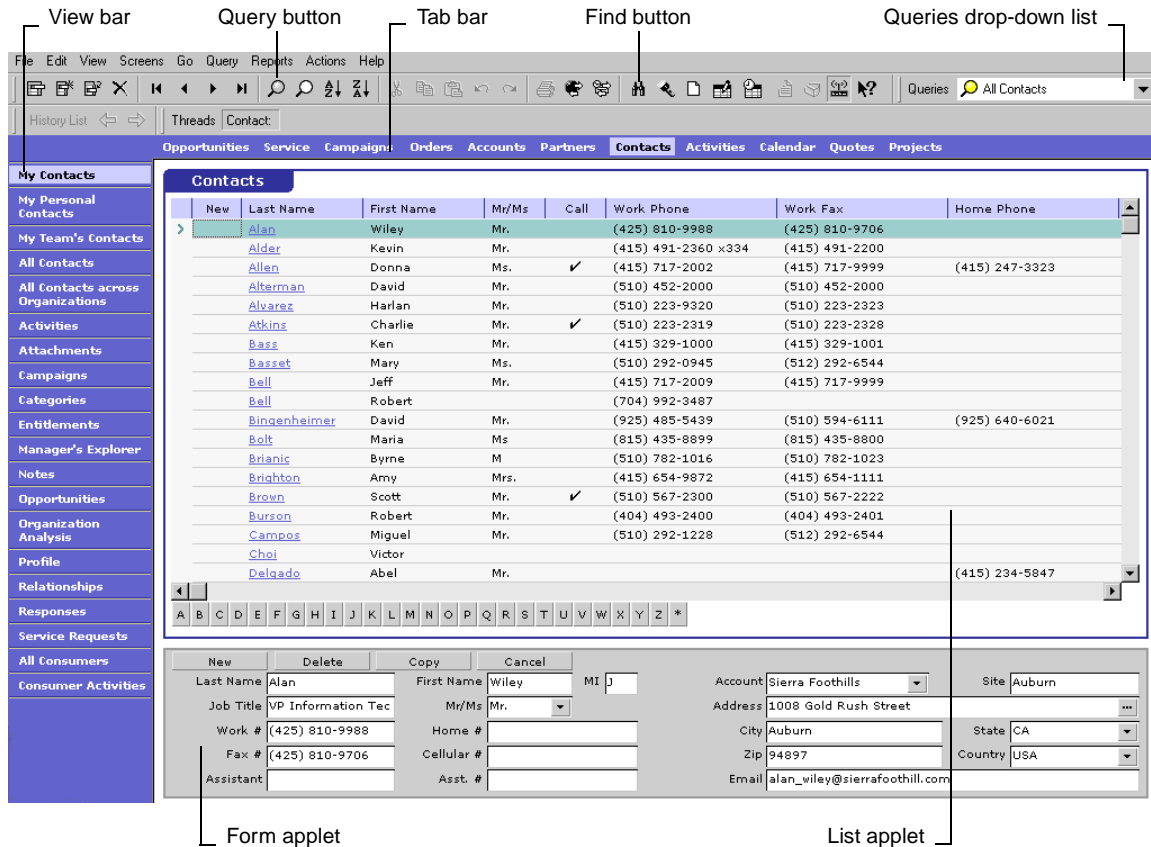 View bar Query button Tab bar Find button Queries drop-down list
File Edit View Screens Go Query Reports Actions Help
Queries All Contacts
History List Threads Contact:
Opportunities Service Campaigns Orders Accounts Partners Contacts Activities Calendar Quotes Projects
My Contacts
My Personal
Contacts
My Team's Contacts
All Contacts
All Contacts across
Organizations
Activities
Attachments
Campaigns
Categories
Entitlements
Manager's Explorer
Notes
Opportunities
Organization
Analysis
Profile
Relationships
Responses
Service Requests
All Consumers
Consumer Activities
Contacts
New Last Name First Name Mr/Ms Call Work Phone Work Fax Home Phone
Alan Wiley Mr. (425) 810-9988 (425) 810-9706
Alder Kevin Mr. (415) 491-2360 x334 (415) 491-2200
Allen Donna Ms. ✔ (415) 717-2002 (415) 717-9999 (415) 247-3323
Alterman David Mr. (510) 452-2000 (510) 452-2000
Alvarez Harlan Mr. (510) 223-9320 (510) 223-2323
Atkins Charlie Mr. ✔ (510) 223-2319 (510) 223-2328
Bass Ken Mr. (415) 329-1000 (415) 329-1001
Basset Mary Ms. (510) 292-0945 (512) 292-6544
Bell Jeff Mr. (415) 717-2009 (415) 717-9999
Bell Robert (704) 992-3487
Bingenheimer David Mr. (925) 485-5439 (510) 594-6111 (925) 640-6021
Bolt Maria Ms (815) 435-8899 (815) 435-8800
Brianic Byrne M (510) 782-1016 (510) 782-1023
Brighton Amy Mrs. (415) 654-9872 (415) 654-1111
Brown Scott Mr. ✔ (510) 567-2300 (510) 567-2222
Burson Robert Mr. (404) 493-2400 (404) 493-2401
Campos Miguel Mr. (510) 292-1228 (512) 292-6544
Choi Victor
Delgado Abel Mr. (415) 234-5847
A B C D E F G H I J K L M N O P Q R S T U V W X Y Z *
New Delete Copy Cancel
Last Name Alan First Name Wiley MI J Account Sierra Foothills Site Auburn
Job Title VP Information Tec Mr/Ms Mr. Address 1008 Gold Rush Street ...
Work # (425) 810-9988 Home # City Auburn State CA
Fax # (425) 810-9706 Cellular # Zip 94897 Country USA
Assistant Asst. # Email alan_wiley@sierrafoothill.com
Form applet List applet